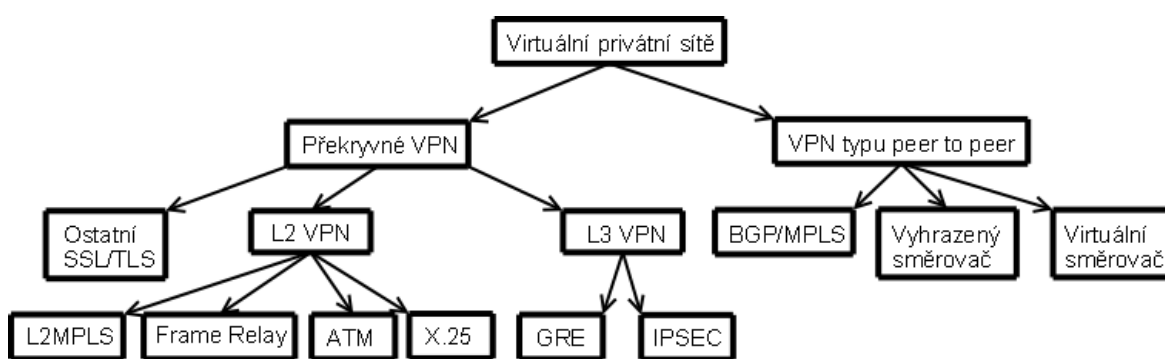 Virtuální privátní sítě
Překryvné VPN
VPN typu peer to peer
Ostatní
SSL/TLS
L2 VPN
L3 VPN
BGP/MPLS
Vyhrazený
směrovač
Virtuální
směrovač
L2MPLS
Frame Relay
ATM
X.25
GRE
IPSEC